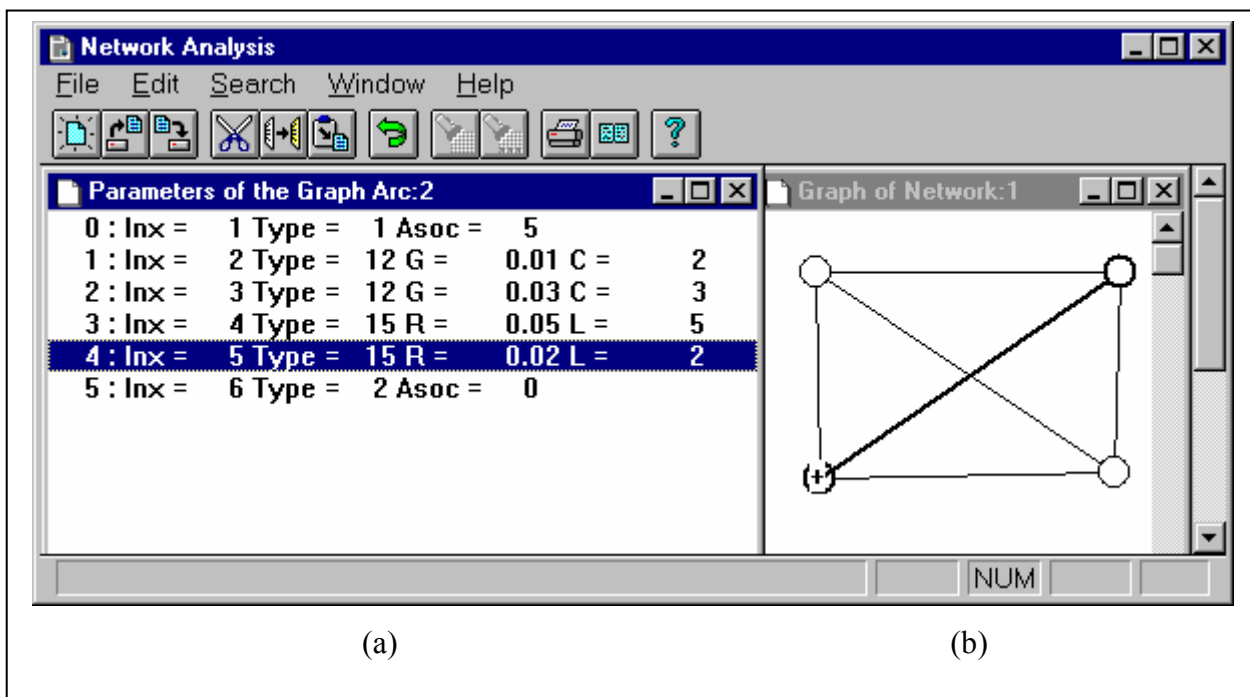 Network Analysis
File Edit Search Window Help
Parameters of the Graph Arc:2
0 : Inx = 1 Type = 1 Asoc = 5
1 : Inx = 2 Type = 12 G = 0.01 C = 2
2 : Inx = 3 Type = 12 G = 0.03 C = 3
3 : Inx = 4 Type = 15 R = 0.05 L = 5
4 : Inx = 5 Type = 15 R = 0.02 L = 2
5 : Inx = 6 Type = 2 Asoc = 0
Graph of Network:1
(+)
NUM
(a) (b)